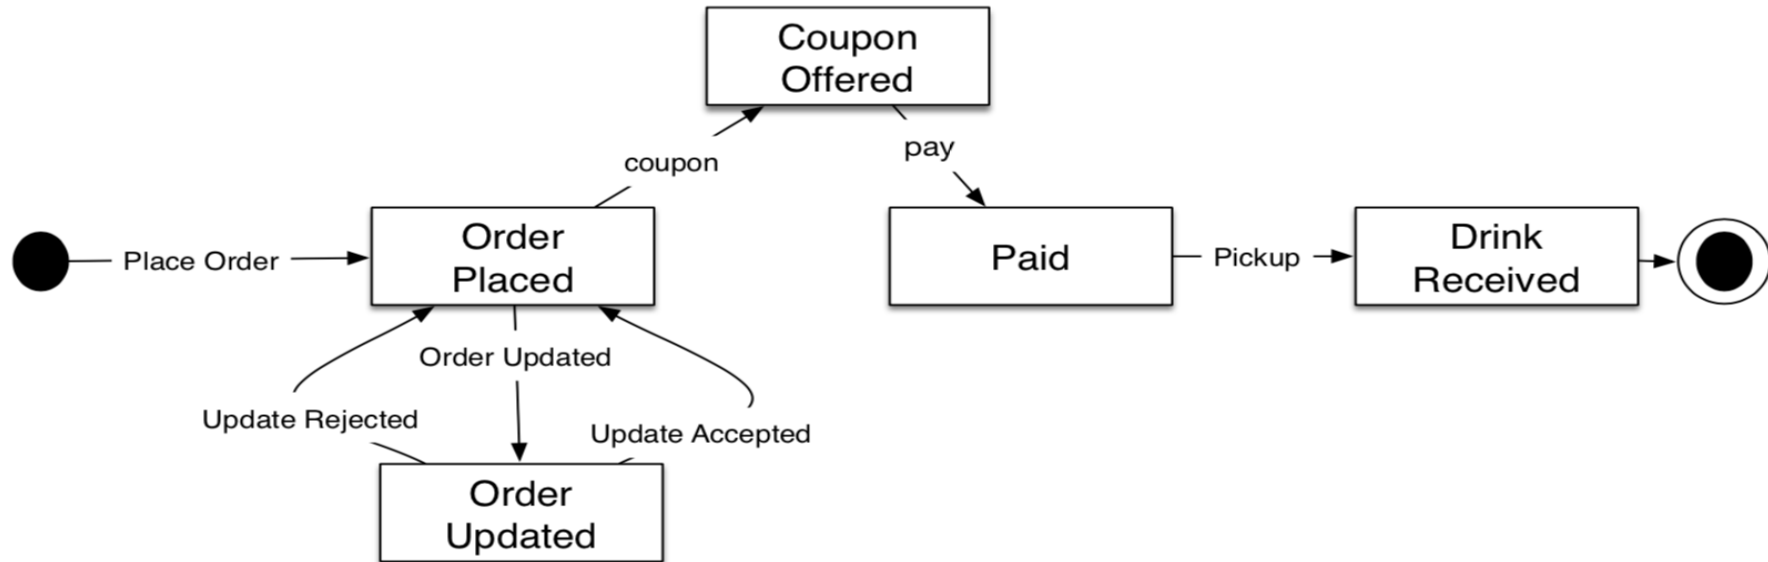 Coupon
Offered
coupon
pay
Place Order
Order
Placed
Paid
Pickup
Drink
Received
Order Updated
Update Rejected
Update Accepted
Order
Updated